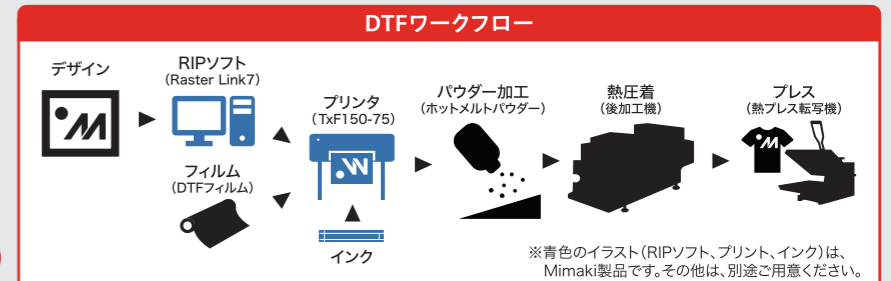 DTFワークフロー
デザイン
RIPソフト
(Raster Link7)
フィルム
(DTFフィルム)
プリンタ
(TxF150-75)
インク
パウダー加工
(ホットメルトパウダー)
熱圧着
(後加工機)
プレス
(熱プレス転写機)
※青色のイラスト(RIPソフト、プリント、インク)は、
Mimaki製品です。その他は、別途ご用意ください。